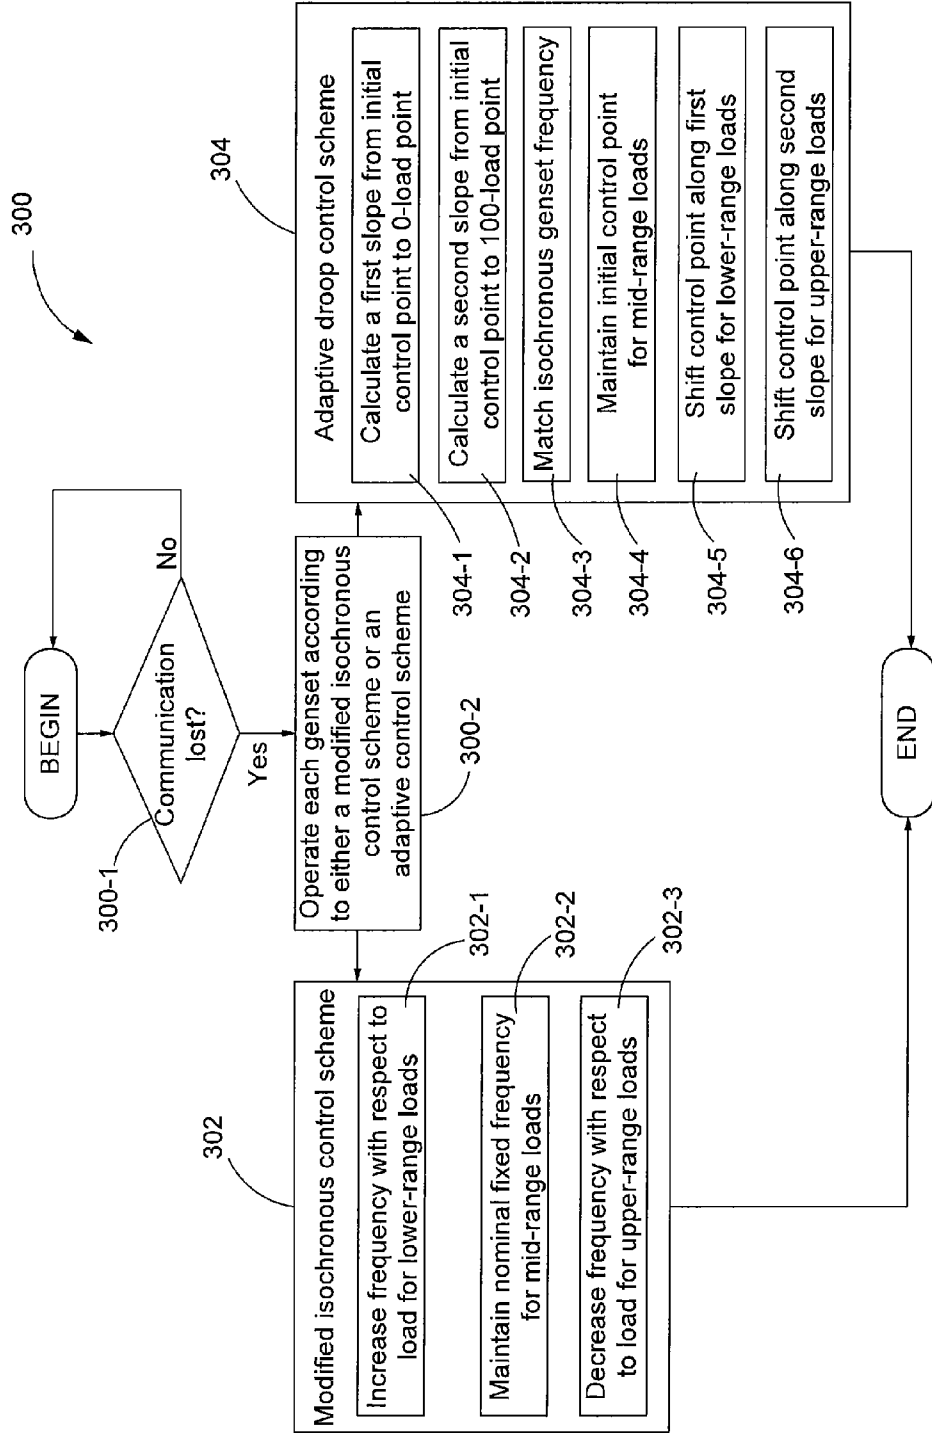 300
BEGIN
Communication
lost?
No
Yes
300-1
Operate each genset according
to either a modified isochronous
control scheme or an
adaptive control scheme
300-2
302
Modified isochronous control scheme
Increase frequency with respect to
load for lower-range loads
302-1
Maintain nominal fixed frequency
for mid-range loads
302-2
Decrease frequency with respect
to load for upper-range loads
302-3
304
Adaptive droop control scheme
Calculate a first slope from initial
control point to 0-load point
304-1
Calculate a second slope from initial
control point to 100-load point
304-2
Match isochronous genset frequency
304-3
Maintain initial control point
for mid-range loads
304-4
Shift control point along first
slope for lower-range loads
304-5
Shift control point along second
slope for upper-range loads
304-6
END